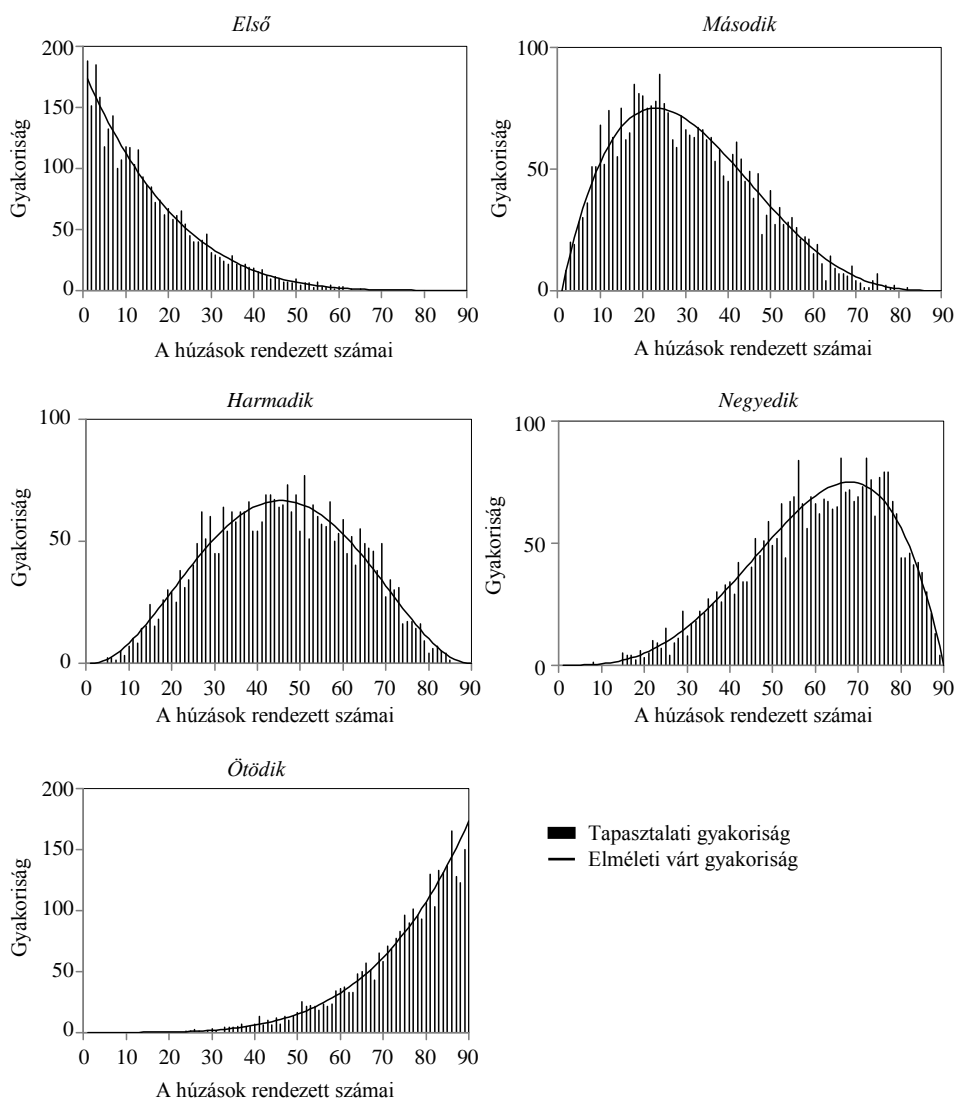 Első
200
150
100
50
0
Gyakoriság
0 10 20 30 40 50 60 70 80 90
A húzások rendezett számai
Második
100
50
0
Gyakoriság
0 10 20 30 40 50 60 70 80 90
A húzások rendezett számai
Harmadik
100
50
0
Gyakoriság
0 10 20 30 40 50 60 70 80 90
A húzások rendezett számai
Negyedik
100
50
0
Gyakoriság
0 10 20 30 40 50 60 70 80 90
A húzások rendezett számai
Ötödik
200
150
100
50
0
Gyakoriság
0 10 20 30 40 50 60 70 80 90
A húzások rendezett számai
Tapasztalati gyakoriság
Elméleti várt gyakoriság